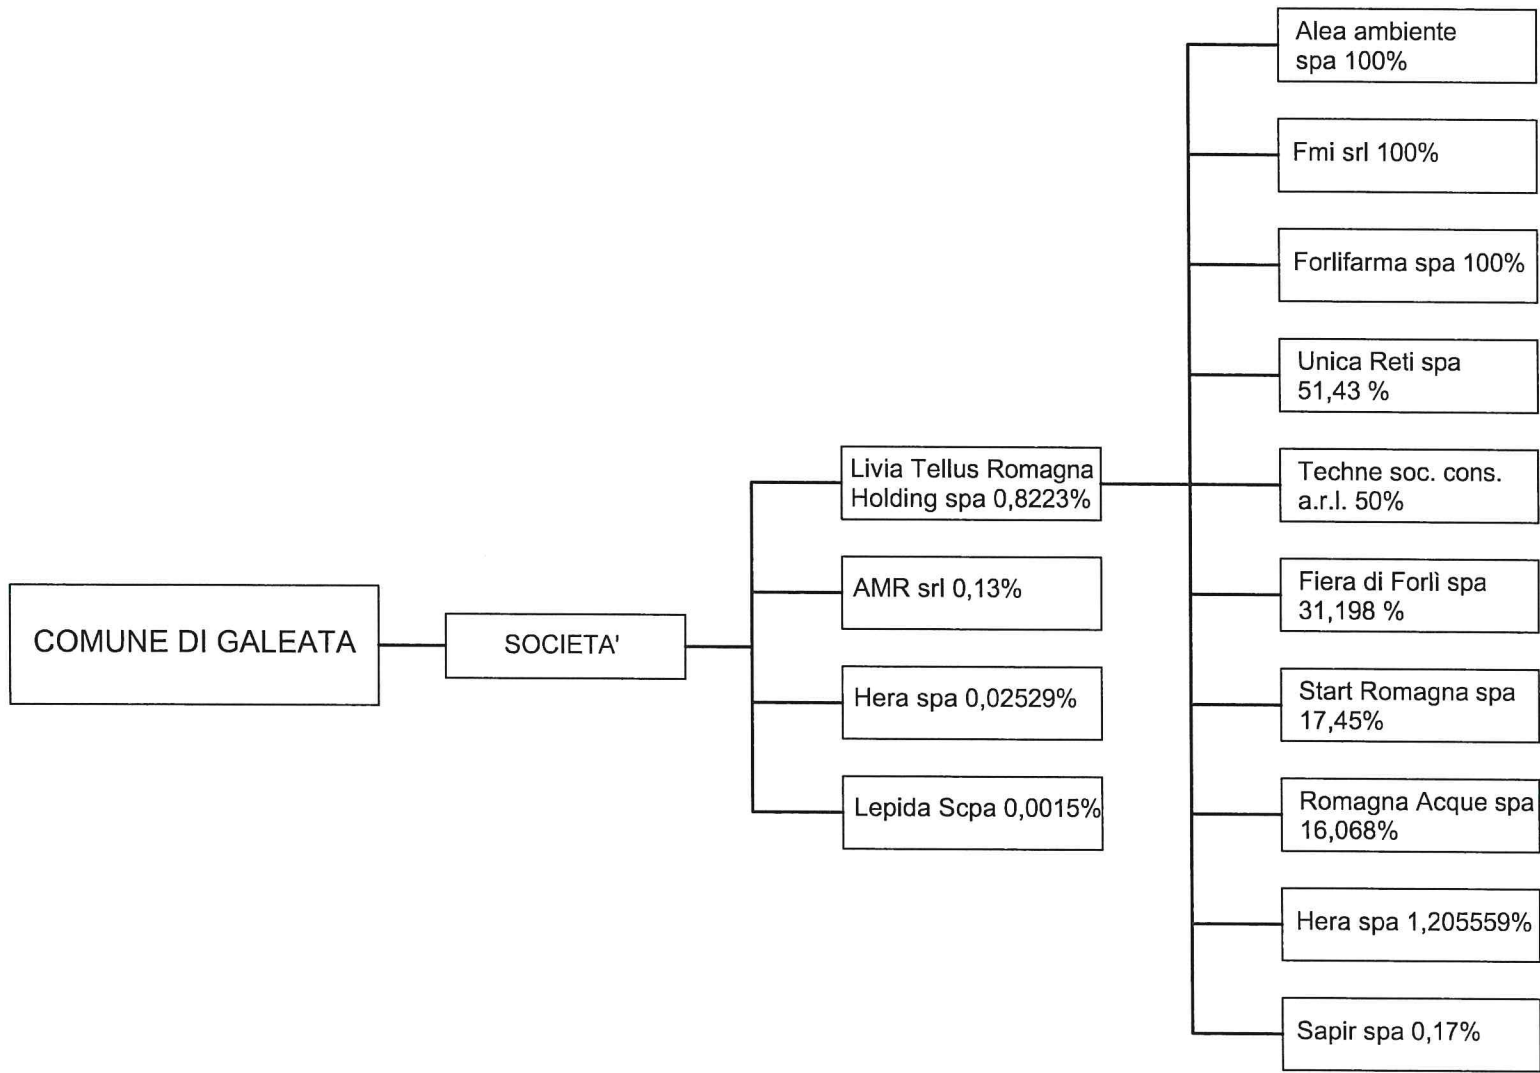 COMUNE DI GALEATA
SOCIETA'
Livia Tellus Romagna
Holding spa 0,8223%
AMR srl 0,13%
Hera spa 0,02529%
Lepida Scpa 0,0015%
Alea ambiente
spa 100%
Fmi srl 100%
Forlifarma spa 100%
Unica Reti spa
51,43 %
Techne soc. cons.
a.r.l. 50%
Fiera di Forlì spa
31,198 %
Start Romagna spa
17,45%
Romagna Acque spa
16,068%
Hera spa 1,205559%
Sapir spa 0,17%